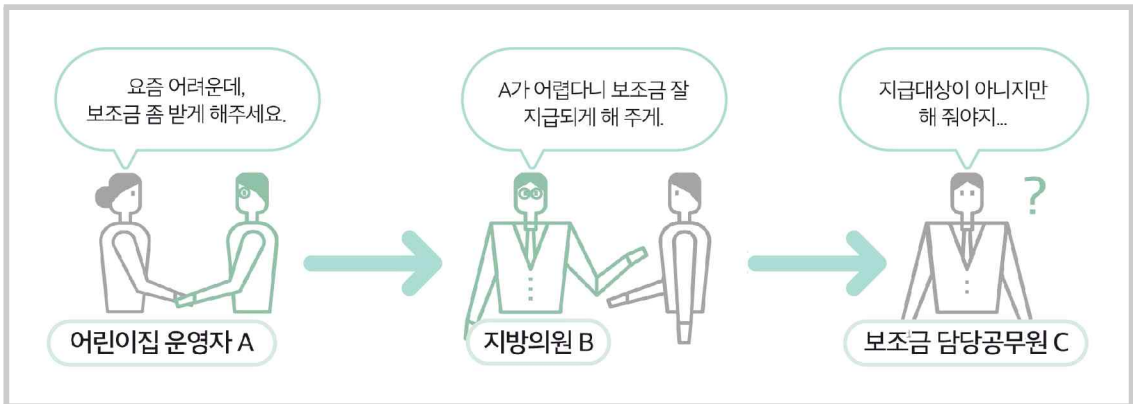 요즘 어려운데,
보조금 좀 받게 해주세요.
A가 어렵다니 보조금 잘
지급되게 해 주게.
지급대상이 아니지만
해 줘야지...
?
어린이집 운영자 A
지방의원 B
보조금 담당공무원 C